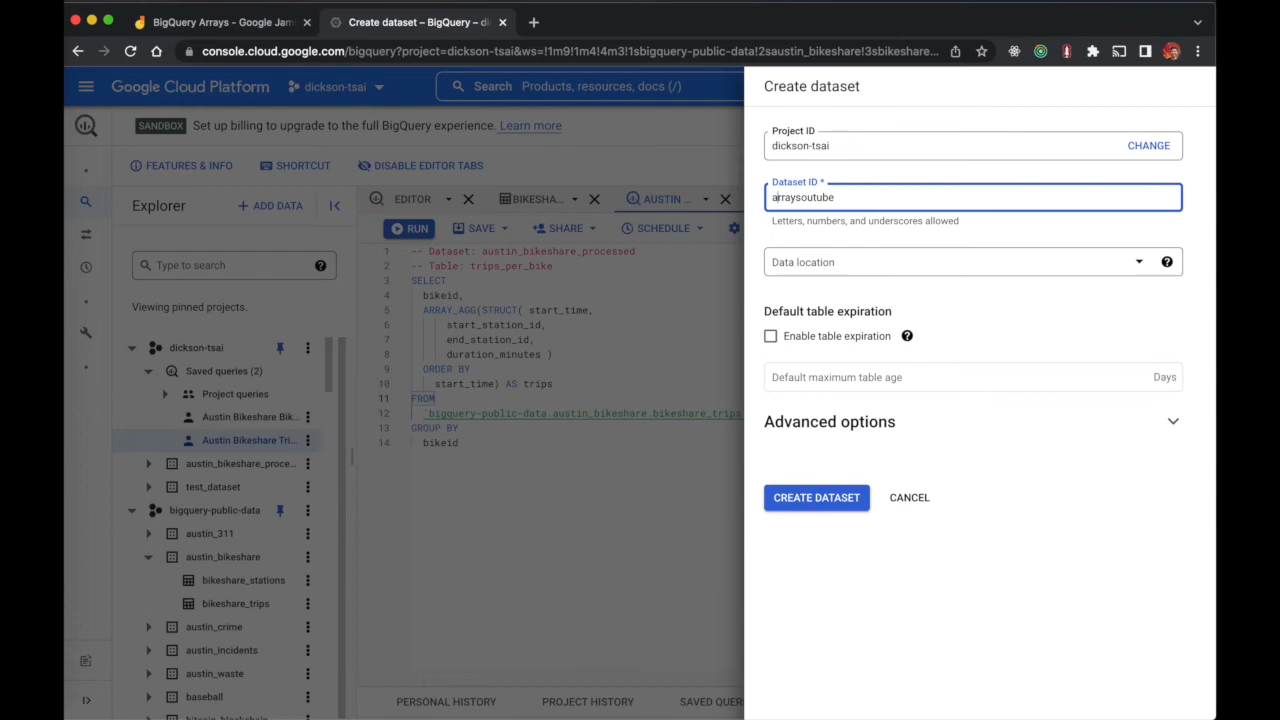 BigQuery Arrays - Google Jam
Create dataset – BigQuery – di
console.cloud.google.com/bigquery?project=dickson-tsai&ws=!1m9!1m4!4m3!1sbigquery-public-data!2saustin_bikeshare!3sbikeshare...
Google Cloud Platform
dickson-tsai
Search Products, resources, docs (/)
SANDBOX Set up billing to upgrade to the full BigQuery experience. Learn more
FEATURES & INFO
SHORTCUT
DISABLE EDITOR TABS
Explorer
+ ADD DATA
Type to search
Viewing pinned projects.
dickson-tsai
Saved queries (2)
Project queries
Austin Bikeshare Bik...
Austin Bikeshare Tri...
austin_bikeshare_proce...
test_dataset
bigquery-public-data
austin_311
austin_bikeshare
bikeshare_stations
bikeshare_trips
austin_crime
austin_incidents
austin_waste
baseball
bitcoin_blockchain
EDITOR
BIKESHA...
AUSTIN ...
RUN
SAVE
SHARE
SCHEDULE
1 -- Dataset: austin_bikeshare_processed
2 -- Table: trips_per_bike
3 SELECT
4 bikeid,
5 ARRAY_AGG(STRUCT( start_time,
6 start_station_id,
7 end_station_id,
8 duration_minutes )
9 ORDER BY
10 start_time) AS trips
11 FROM
12 `bigquery-public-data.austin_bikeshare.bikeshare_trips
13 GROUP BY
14 bikeid
PERSONAL HISTORY
PROJECT HISTORY
SAVED QUER
Create dataset
Project ID
dickson-tsai
CHANGE
Dataset ID *
arraysoutube
Letters, numbers, and underscores allowed
Data location
Default table expiration
Enable table expiration
Default maximum table age
Days
Advanced options
CREATE DATASET
CANCEL